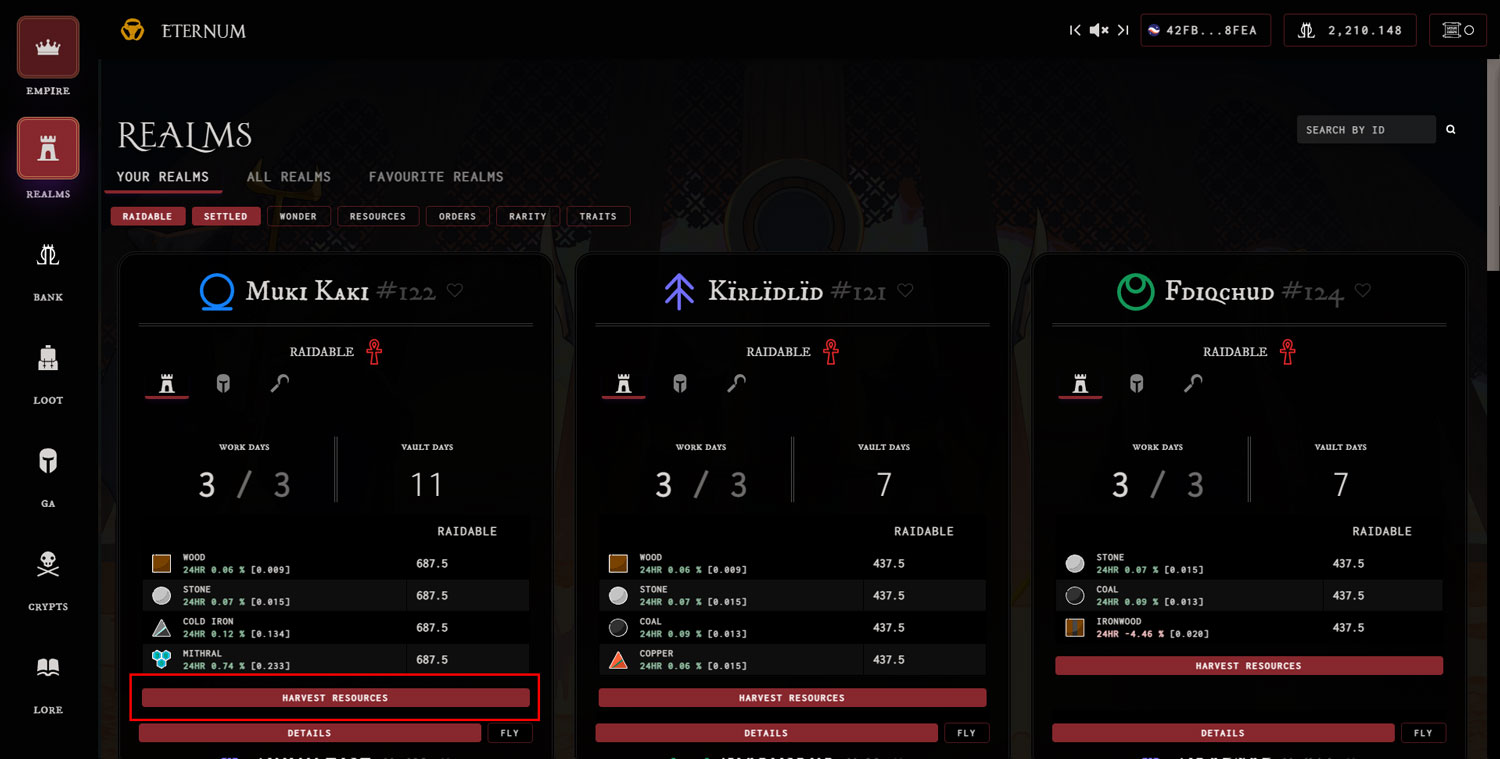 ETERNUM
42FB...8FEA
2,210.148
EMPIRE
REALMS
BANK
LOOT
GA
CRYPTS
LORE
REALMS
SEARCH BY ID
YOUR REALMS ALL REALMS FAVOURITE REALMS
RAIDABLE SETTLED WONDER RESOURCES ORDERS RARITY TRAITS
Muki Kaki #122
RAIDABLE
WORK DAYS VAULT DAYS
3 / 3 11
RAIDABLE
WOOD
24HR 0.06 % [0.009] 687.5
STONE
24HR 0.07 % [0.015] 687.5
COLD IRON
24HR 0.12 % [0.134] 687.5
MITHRAL
24HR 0.74 % [0.233] 687.5
HARVEST RESOURCES
DETAILS FLY
Kïrlïdlïd #121
RAIDABLE
WORK DAYS VAULT DAYS
3 / 3 7
RAIDABLE
WOOD
24HR 0.06 % [0.009] 437.5
STONE
24HR 0.07 % [0.015] 437.5
COAL
24HR 0.09 % [0.013] 437.5
COPPER
24HR 0.06 % [0.015] 437.5
HARVEST RESOURCES
DETAILS FLY
Fdiqchud #124
RAIDABLE
WORK DAYS VAULT DAYS
3 / 3 7
RAIDABLE
STONE
24HR 0.07 % [0.015] 437.5
COAL
24HR 0.09 % [0.013] 437.5
IRONWOOD
24HR -4.46 % [0.020] 437.5
HARVEST RESOURCES
DETAILS FLY